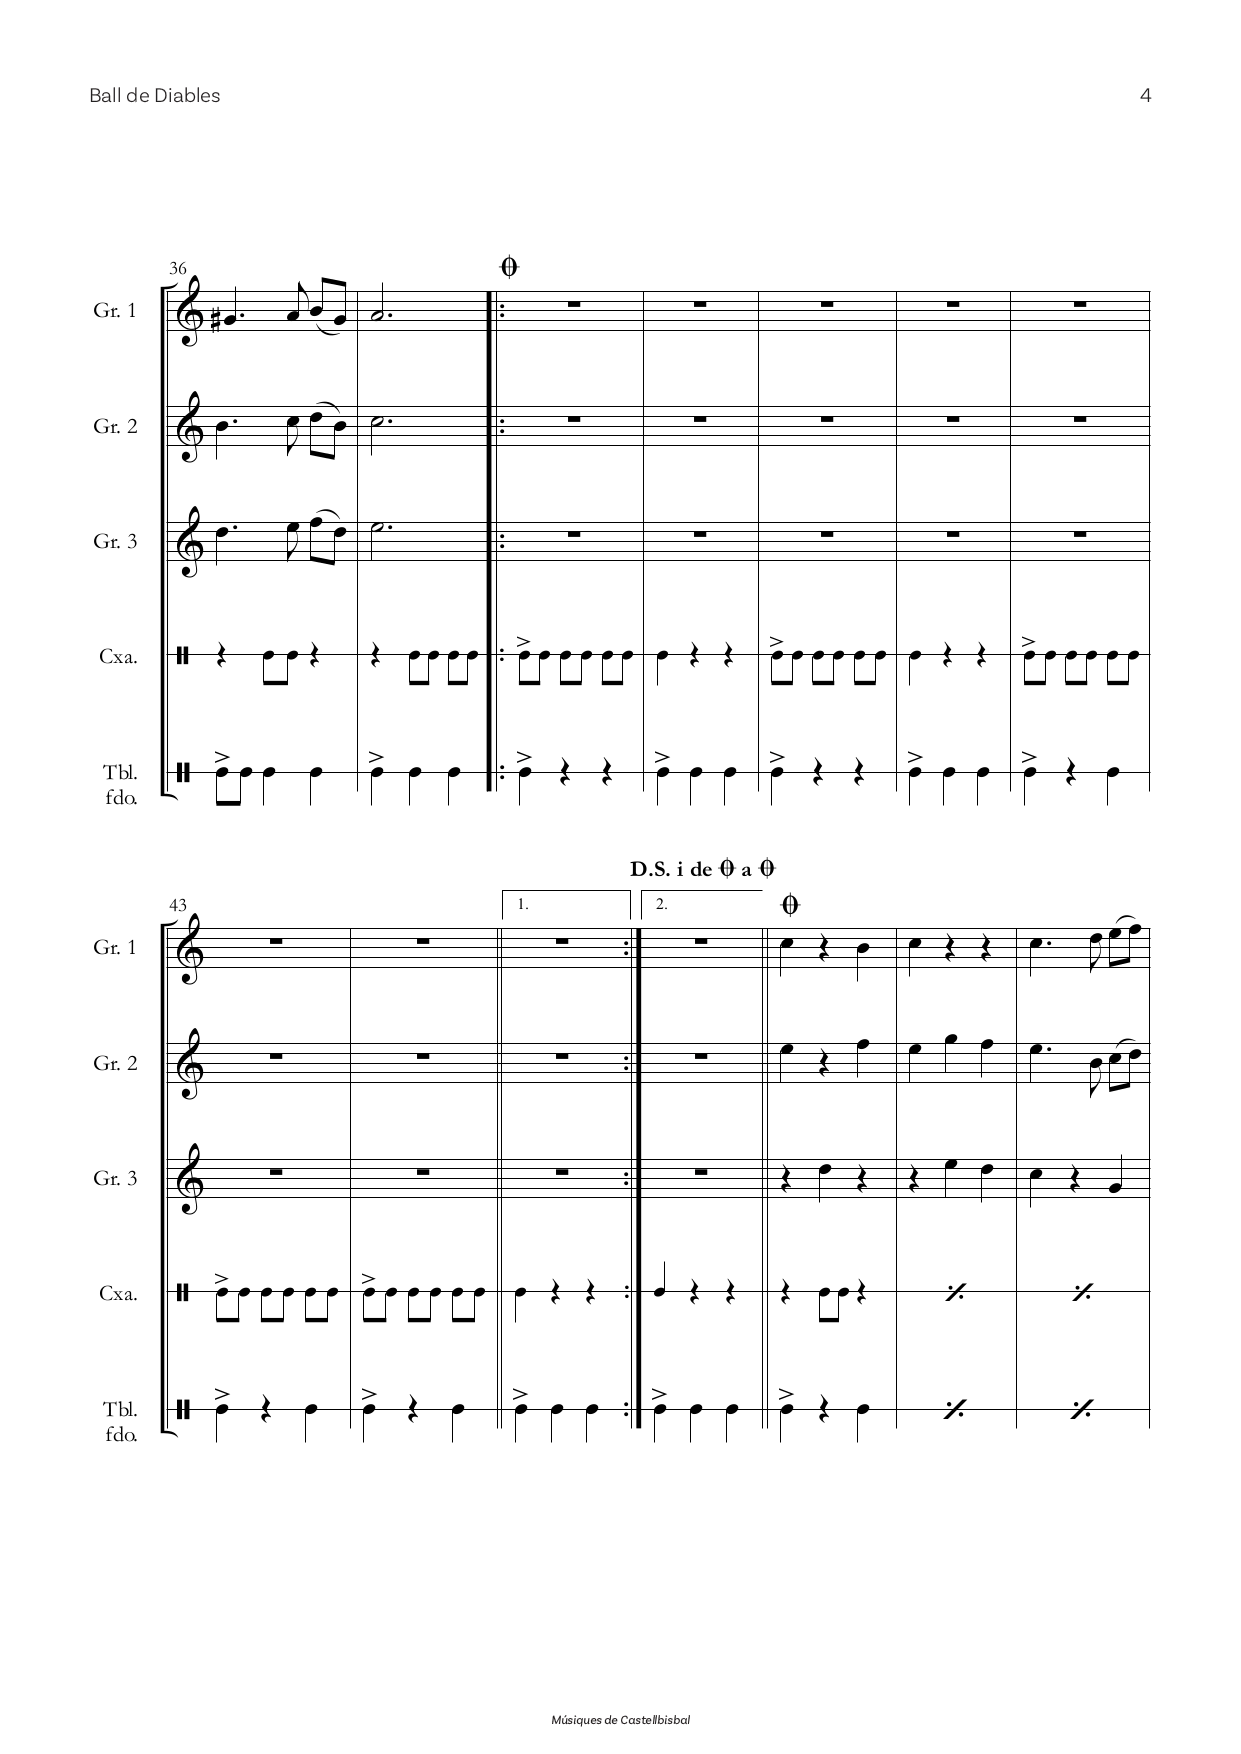 Ball de Diables 4
36
Gr. 1
Gr. 2
Gr. 3
Cxa.
Tbl.
fdo.
D.S. i de a
43 1. 2.
Gr. 1
Gr. 2
Gr. 3
Cxa.
Tbl.
fdo.
Músiques de Castellbisbal